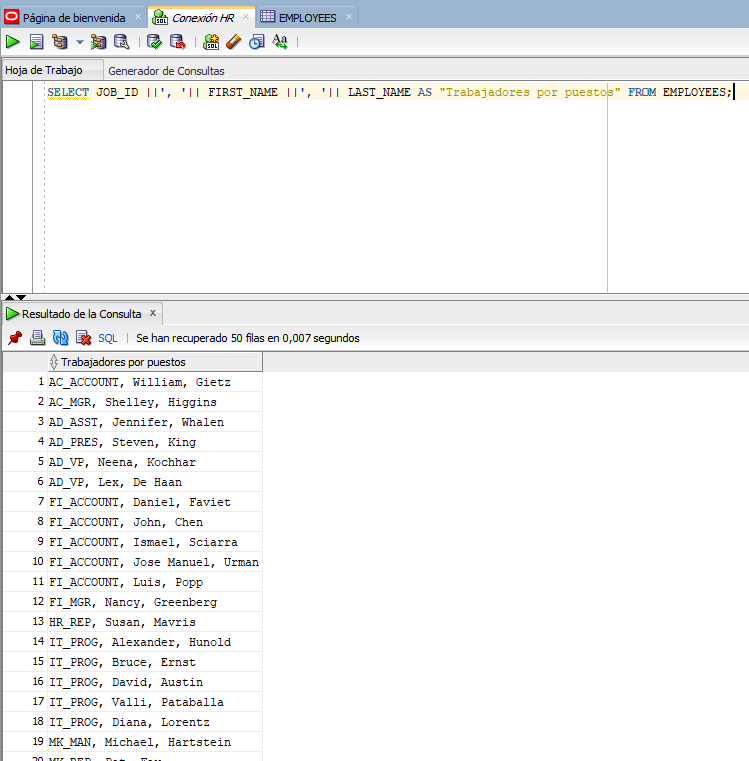 Página de bienvenida × Conexión HR × EMPLOYEES ×
SQL
Aa
Hoja de Trabajo Generador de Consultas
SELECT JOB_ID ||', '|| FIRST_NAME ||', '|| LAST_NAME AS "Trabajadores por puestos" FROM EMPLOYEES;
Resultado de la Consulta ×
SQL | Se han recuperado 50 filas en 0,007 segundos
Trabajadores por puestos
1 AC_ACCOUNT, William, Gietz
2 AC_MGR, Shelley, Higgins
3 AD_ASST, Jennifer, Whalen
4 AD_PRES, Steven, King
5 AD_VP, Neena, Kochhar
6 AD_VP, Lex, De Haan
7 FI_ACCOUNT, Daniel, Faviet
8 FI_ACCOUNT, John, Chen
9 FI_ACCOUNT, Ismael, Sciarra
10 FI_ACCOUNT, Jose Manuel, Urman
11 FI_ACCOUNT, Luis, Popp
12 FI_MGR, Nancy, Greenberg
13 HR_REP, Susan, Mavris
14 IT_PROG, Alexander, Hunold
15 IT_PROG, Bruce, Ernst
16 IT_PROG, David, Austin
17 IT_PROG, Valli, Pataballa
18 IT_PROG, Diana, Lorentz
19 MK_MAN, Michael, Hartstein